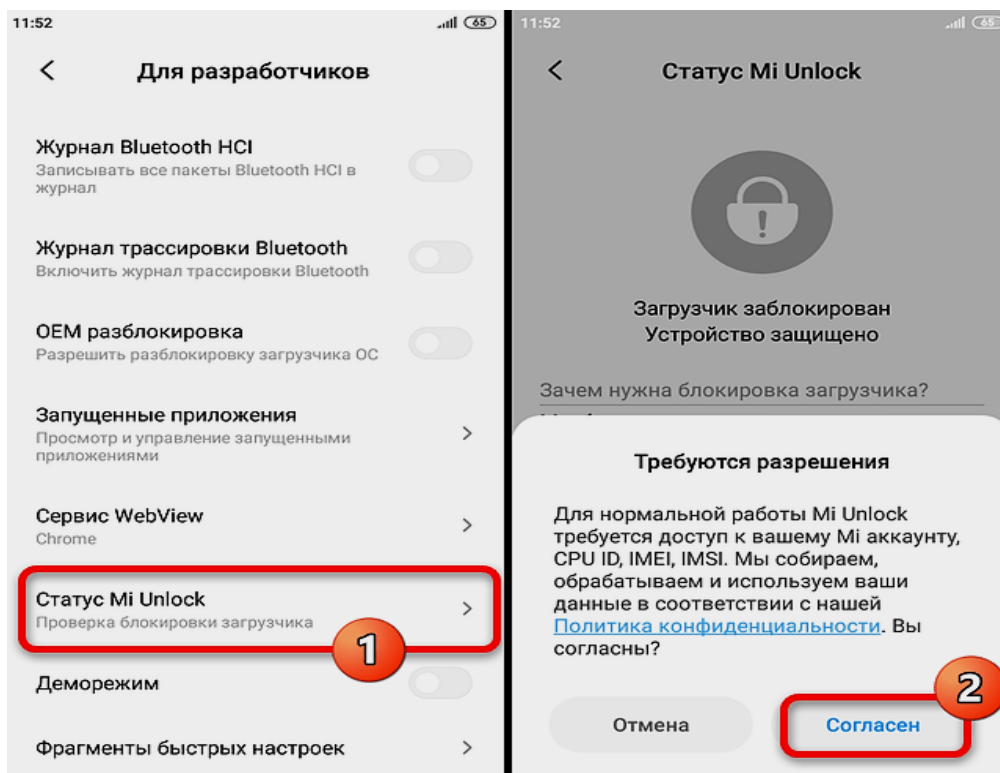 11:52
65
Для разработчиков
Журнал Bluetooth HCI
Записывать все пакеты Bluetooth HCI в
журнал
Журнал трассировки Bluetooth
Включить журнал трассировки Bluetooth
OEM разблокировка
Разрешить разблокировку загрузчика ОС
Запущенные приложения
Просмотр и управление запущенными
приложениями
Сервис WebView
Chrome
Статус Mi Unlock
Проверка блокировки загрузчика
1
Деморежим
Фрагменты быстрых настроек
11:52
65
Статус Mi Unlock
Загрузчик заблокирован
Устройство защищено
Зачем нужна блокировка загрузчика?
Требуются разрешения
Для нормальной работы Mi Unlock
требуется доступ к вашему Mi аккаунту,
CPU ID, IMEI, IMSI. Мы собираем,
обрабатываем и используем ваши
данные в соответствии с нашей
Политика конфиденциальности. Вы
согласны?
2
Отмена
Согласен